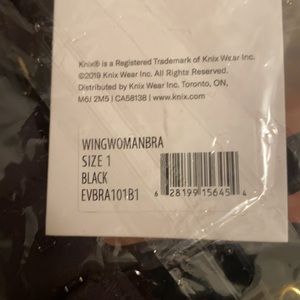 Knix® is a Registered Trademark of Knix Wear Inc.
©2019 Knix Wear Inc. All Rights Reserved.
Distributed by Knix Wear Inc. Toronto, ON,
M6J 2M5 | CA58138 | www.knix.com
WINGWOMANBRA
SIZE 1
BLACK
EVBRA101B1
6 28199 15645 4